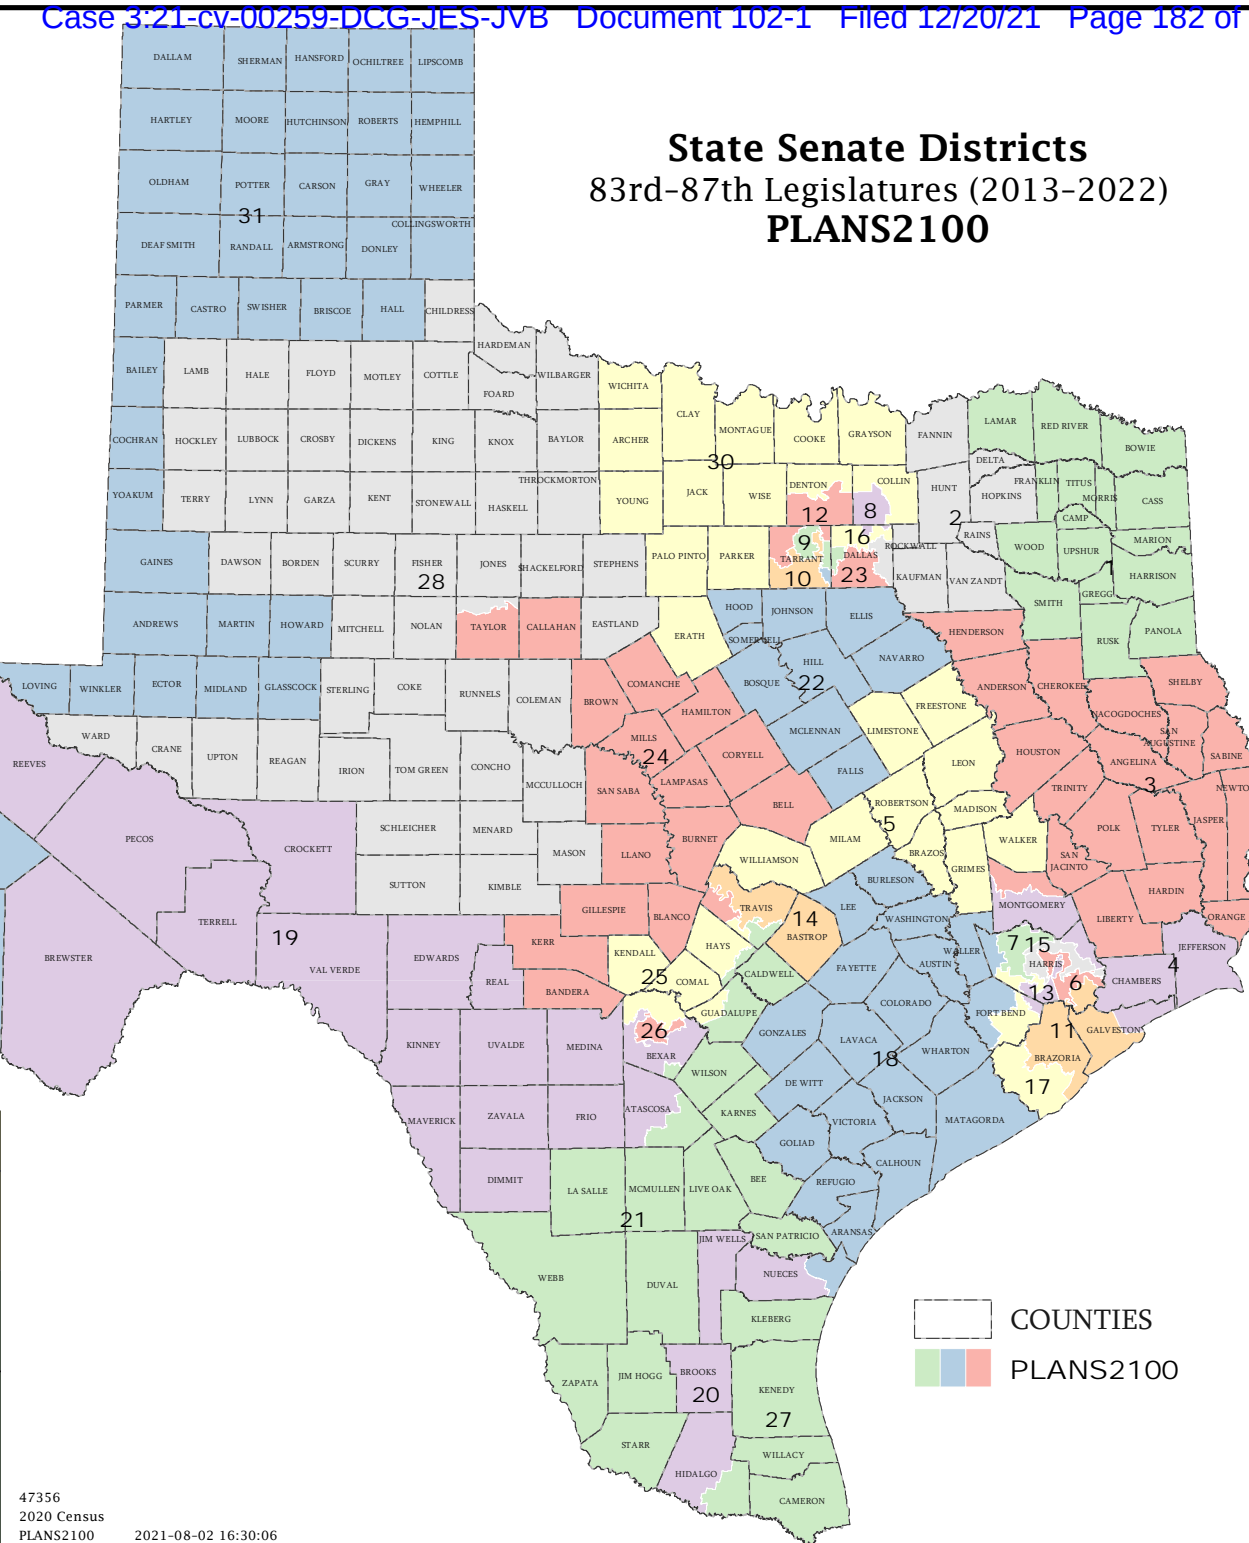 Case 3:21-cv-00259-DCG-JES-JVB Document 102-1 Filed 12/20/21 Page 182 of
State Senate Districts
83rd-87th Legislatures (2013-2022)
PLANS2100
DALLAM SHERMAN HANSFORD OCHILTREE LIPSCOMB
HARTLEY MOORE HUTCHINSON ROBERTS HEMPHILL
OLDHAM POTTER CARSON GRAY WHEELER
31
COLLINGSWORTH
DEAF SMITH RANDALL ARMSTRONG DONLEY
PARMER CASTRO SWISHER BRISCOE HALL CHILDRESS
HARDEMAN
BAILEY LAMB HALE FLOYD MOTLEY COTTLE FOARD WILBARGER WICHITA
CLAY MONTAGUE COOKE GRAYSON FANNIN LAMAR RED RIVER BOWIE
COCHRAN HOCKLEY LUBBOCK CROSBY DICKENS KING KNOX BAYLOR ARCHER
30
DELTA
YOAKUM TERRY LYNN GARZA KENT STONEWALL HASKELL THROCKMORTON YOUNG JACK WISE DENTON COLLIN HUNT HOPKINS FRANKLIN TITUS MORRIS CASS
12 8 2 CAMP
GAINES DAWSON BORDEN SCURRY FISHER JONES SHACKELFORD STEPHENS PALO PINTO PARKER TARRANT DALLAS ROCKWALL RAINS WOOD UPSHUR MARION
28 9 16 10 23 1
KAUFMAN VAN ZANDT HARRISON GREGG SMITH
ANDREWS MARTIN HOWARD MITCHELL NOLAN TAYLOR CALLAHAN EASTLAND ERATH HOOD JOHNSON ELLIS HENDERSON RUSK PANOLA
SOMERVELL
LOVING WINKLER ECTOR MIDLAND GLASSCOCK STERLING COKE RUNNELS COLEMAN BROWN COMANCHE BOSQUE HILL NAVARRO ANDERSON CHEROKEE SHELBY
22
HAMILTON FREESTONE NACOGDOCHES
WARD CRANE UPTON REAGAN IRION TOM GREEN CONCHO MCCULLOCH MILLS CORYELL MCLENNAN LIMESTONE HOUSTON SAN AUGUSTINE SABINE
24
REEVES SAN SABA LAMPASAS FALLS LEON ANGELINA
3
TRINITY NEWTO
BELL ROBERTSON MADISON
5
PECOS CROCKETT SCHLEICHER MENARD MASON LLANO BURNET MILAM WALKER POLK TYLER JASPER
WILLIAMSON BRAZOS GRIMES SAN JACINTO
SUTTON KIMBLE BURLESON HARDIN
TERRELL GILLESPIE BLANCO TRAVIS LEE WASHINGTON MONTGOMERY LIBERTY ORANGE
14
BASTROP
19
BREWSTER VAL VERDE EDWARDS KERR KENDALL HAYS AUSTIN WALLER 7 15 JEFFERSON
HARRIS 4
REAL BANDERA 25 COMAL CALDWELL FAYETTE CHAMBERS
13 6
GUADALUPE COLORADO FORT BEND
26 GONZALES 11 GALVESTON
KINNEY UVALDE MEDINA BEXAR LAVACA WHARTON BRAZORIA
18
WILSON DE WITT 17
MAVERICK ZAVALA FRIO ATASCOSA KARNES JACKSON
VICTORIA MATAGORDA
GOLIAD
CALHOUN
DIMMIT LA SALLE MCMULLEN LIVE OAK BEE REFUGIO
21
JIM WELLS SAN PATRICIO ARANSAS
WEBB DUVAL NUECES
KLEBERG
COUNTIES
PLANS2100
ZAPATA JIM HOGG BROOKS KENEDY
20
27
STARR WILLACY
HIDALGO
CAMERON
47356
2020 Census
PLANS2100 2021-08-02 16:30:06